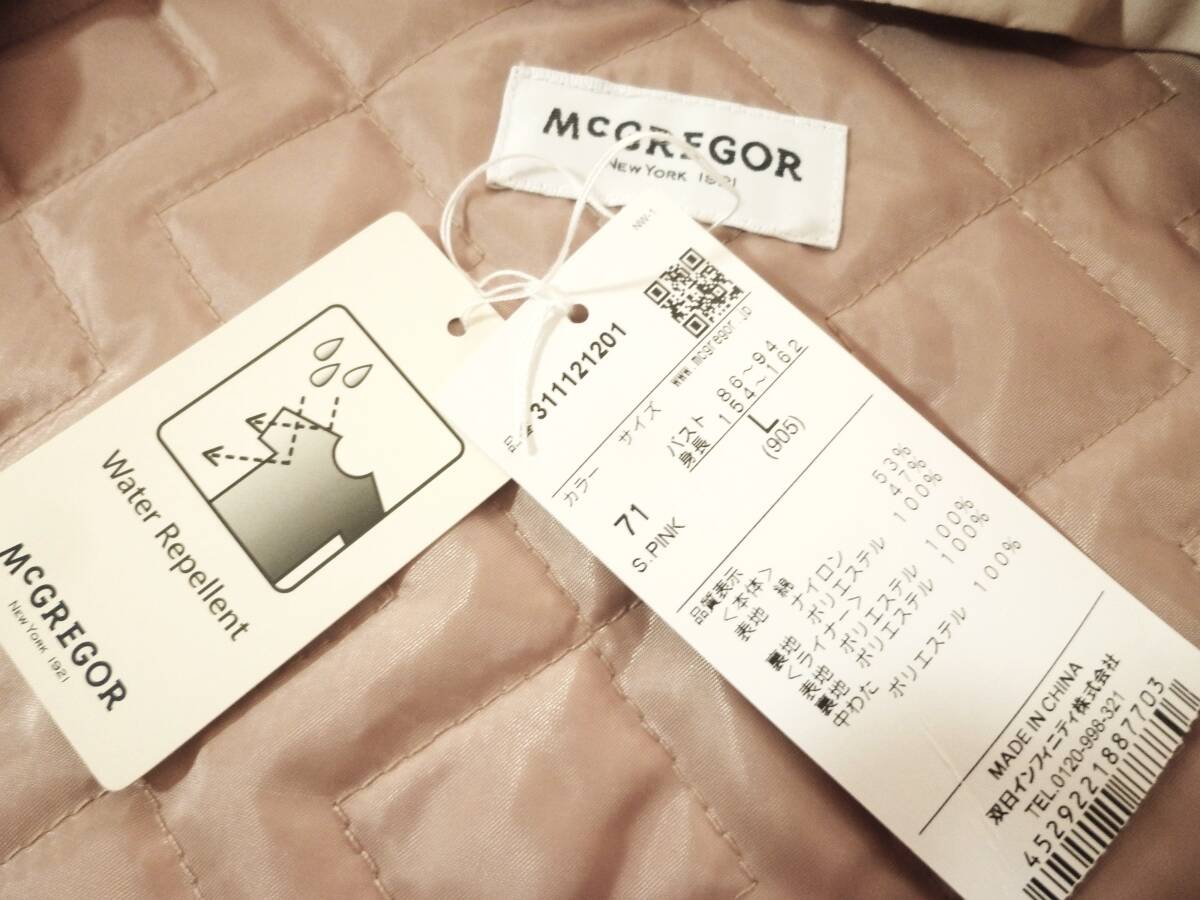 McGREGOR
NEW YORK 1921
NW-1
www.mcgregor.jp
311121201
カラー サイズ
バスト 86~94
身長 154~162
71 L
S.PINK (905)
品質表示
<本体>
表地 綿 53%
ナイロン 47%
裏地 ポリエステル 100%
<ライナー>
表地 ポリエステル 100%
裏地 ポリエステル 100%
中わた ポリエステル 100%
MADE IN CHINA
双日インフィニティ株式会社
TEL.0120-998-321
4529221887703
Water Repellent
McGREGOR
NEW YORK 1921